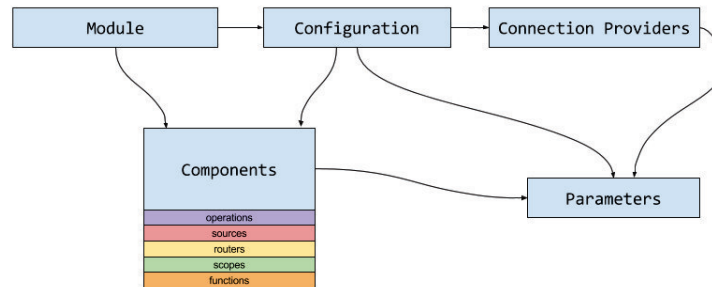 Module
Configuration
Connection Providers
Components
Parameters
operations
sources
routers
scopes
functions